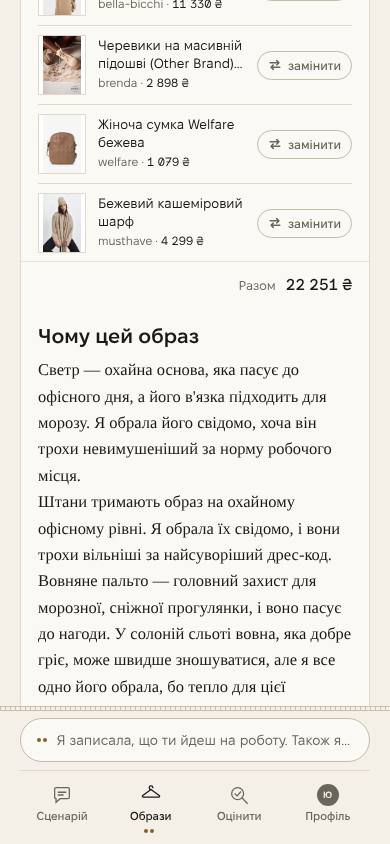 bella-bicchi · 11 330 ₴
Черевики на масивній
підошві (Other Brand)...
brenda · 2 898 ₴
замінити
Жіноча сумка Welfare
бежева
welfare · 1 079 ₴
замінити
Бежевий кашеміровий
шарф
musthave · 4 299 ₴
замінити
Разом 22 251 ₴
Чому цей образ
Светр — охайна основа, яка пасує до
офісного дня, а його в'язка підходить для
морозу. Я обрала його свідомо, хоча він
трохи невимушеніший за норму робочого
місця.
Штани тримають образ на охайному
офісному рівні. Я обрала їх свідомо, і вони
трохи вільніші за найсуворіший дрес-код.
Вовняне пальто — головний захист для
морозної, сніжної прогулянки, і воно пасує
до нагоди. У солоній сльоті вовна, яка добре
гріє, може швидше зношуватися, але я все
одно його обрала, бо тепло для цієї
Я записала, що ти йдеш на роботу. Також я...
Сценарій
Образи
Оцінити
Ю
Профіль